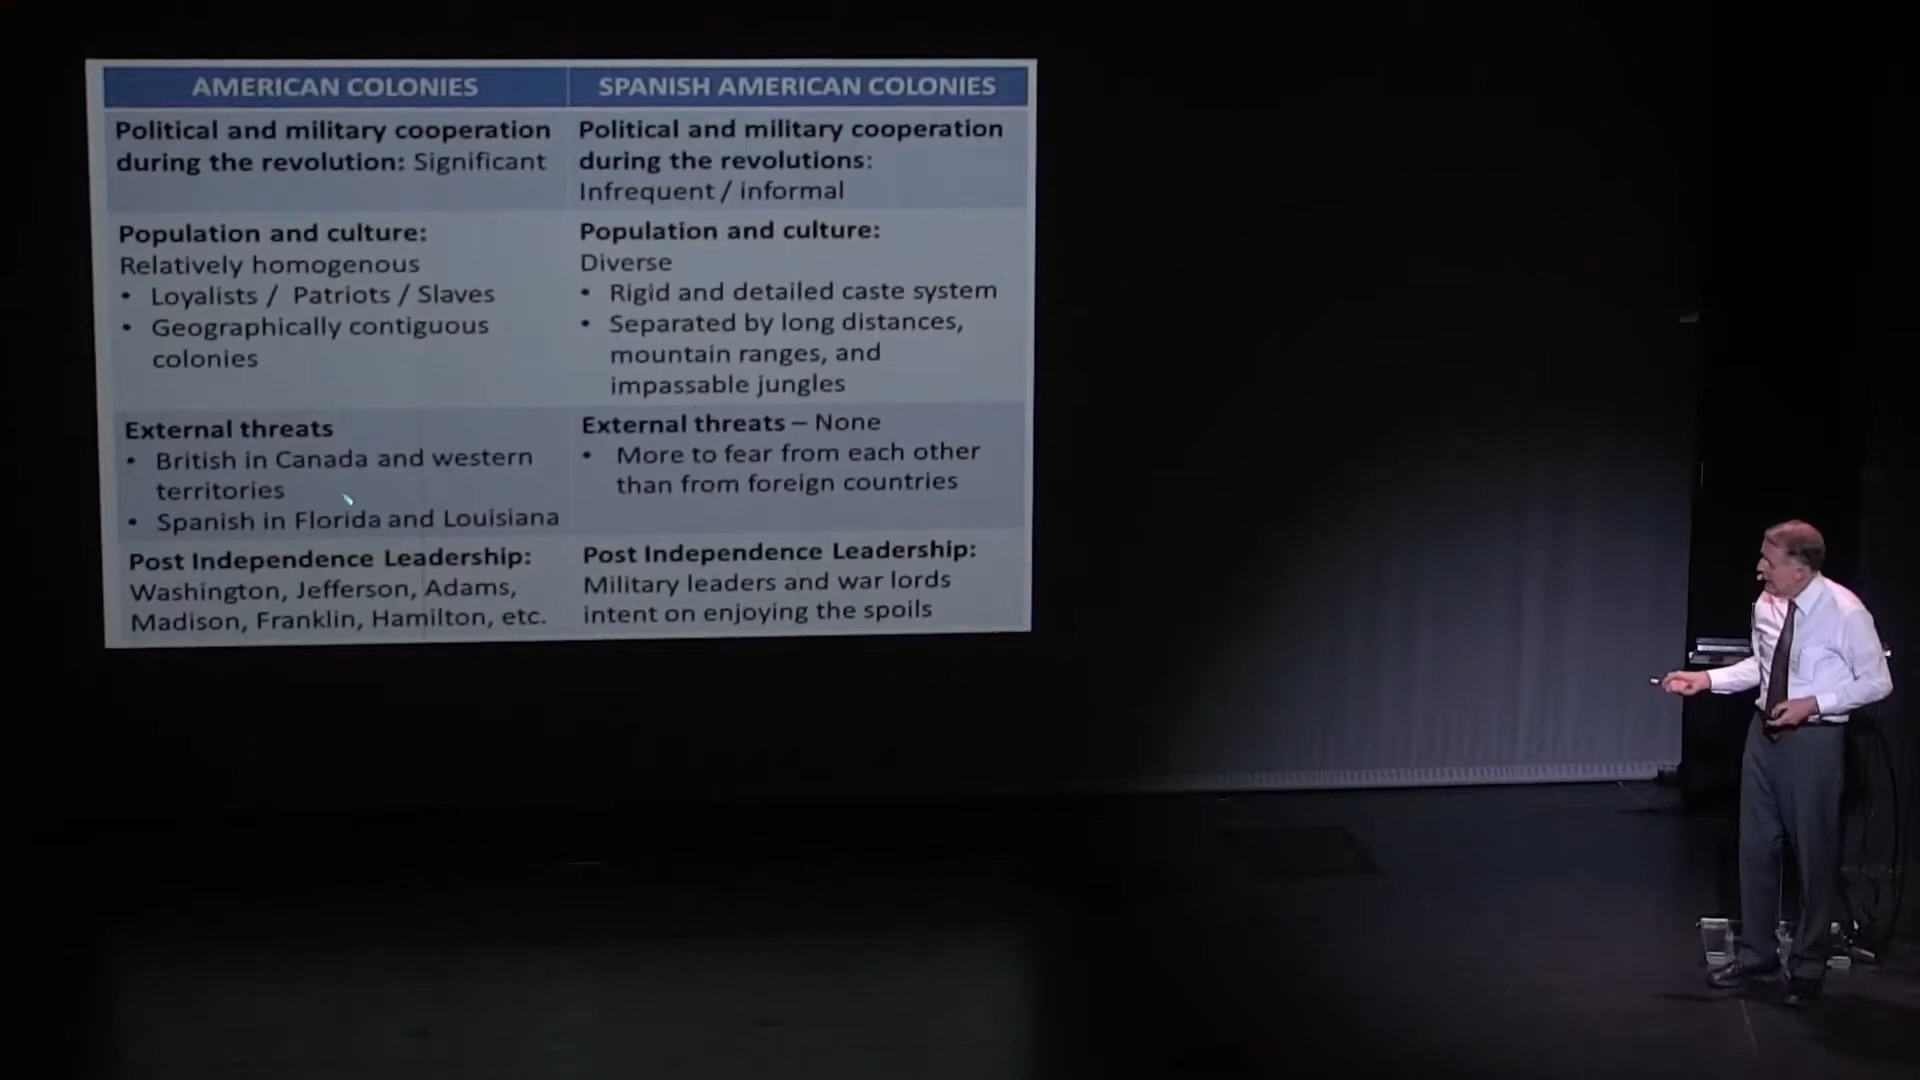 AMERICAN COLONIES
SPANISH AMERICAN COLONIES
Political and military cooperation
during the revolution: Significant
Political and military cooperation
during the revolutions:
Infrequent / informal
Population and culture:
Relatively homogenous
• Loyalists / Patriots / Slaves
• Geographically contiguous
colonies
Population and culture:
Diverse
• Rigid and detailed caste system
• Separated by long distances,
mountain ranges, and
impassable jungles
External threats
• British in Canada and western
territories
• Spanish in Florida and Louisiana
External threats – None
• More to fear from each other
than from foreign countries
Post Independence Leadership:
Washington, Jefferson, Adams,
Madison, Franklin, Hamilton, etc.
Post Independence Leadership:
Military leaders and war lords
intent on enjoying the spoils